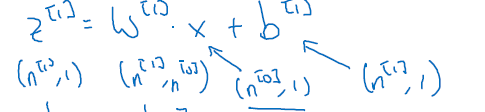 z^[1] = W^[1] · x + b^[1]
(n^[1], 1) (n^[1], n^[0]) (n^[0], 1) (n^[1], 1)